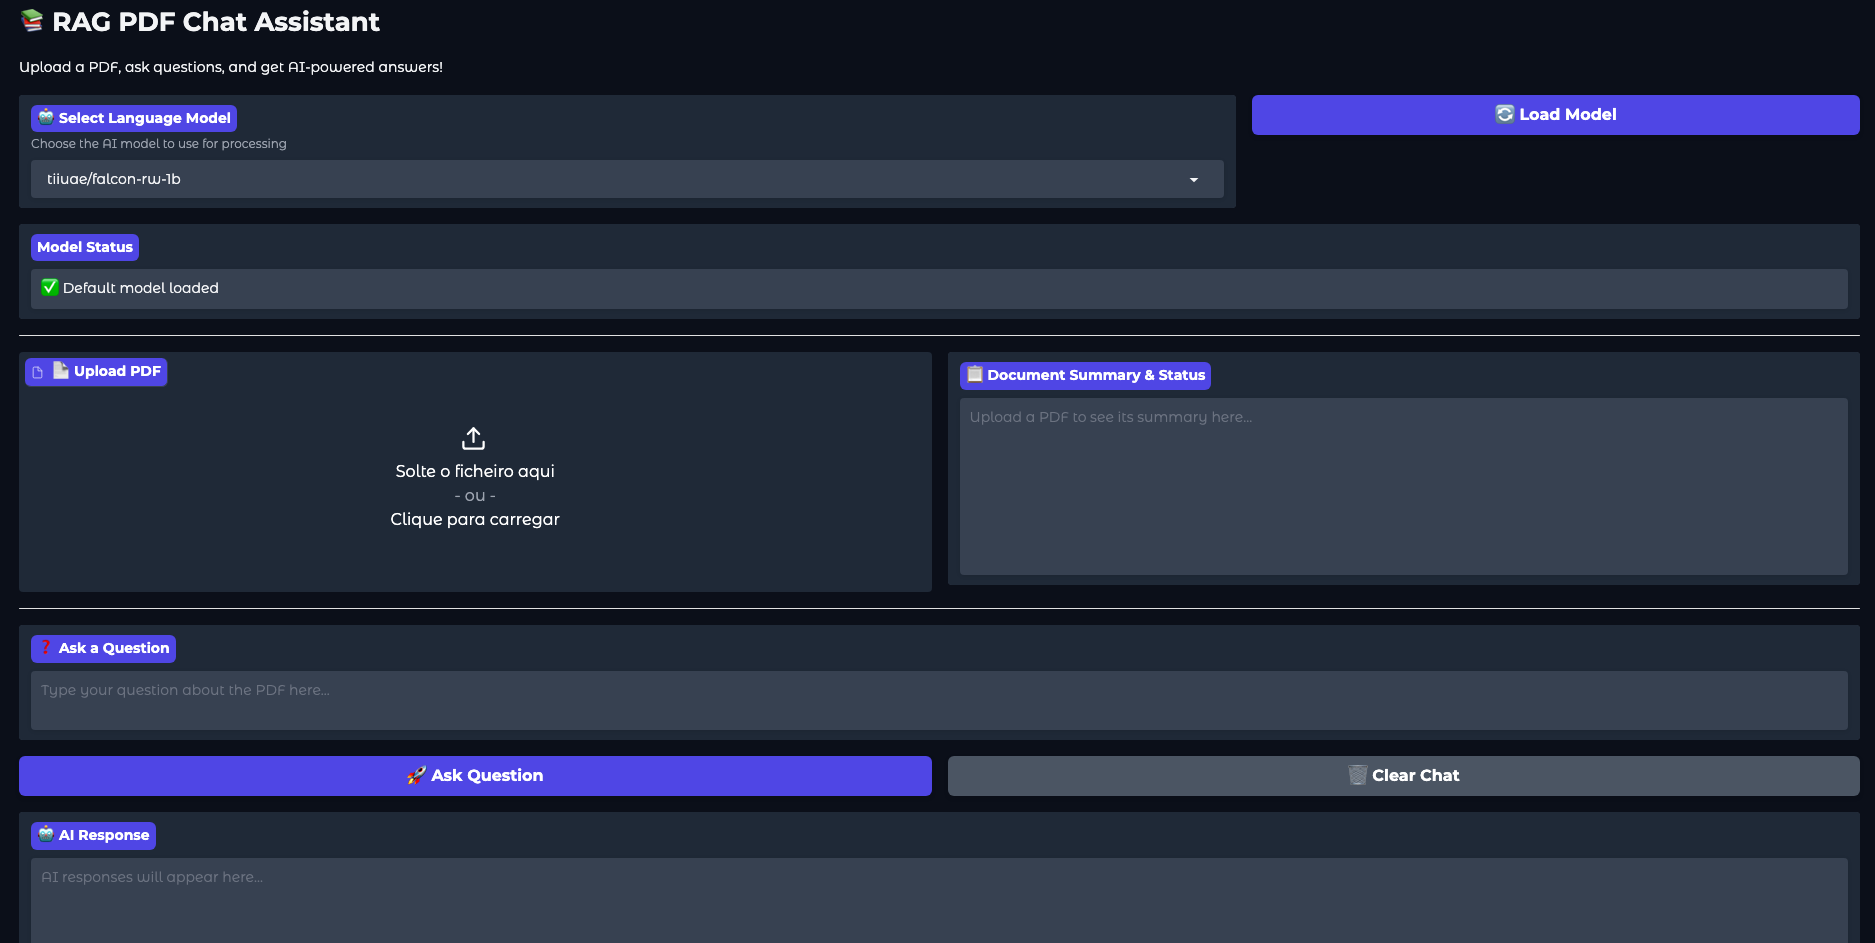 RAG PDF Chat Assistant
Upload a PDF, ask questions, and get AI-powered answers!
Select Language Model
Choose the AI model to use for processing
tiiuae/falcon-rw-1b
Load Model
Model Status
Default model loaded
Upload PDF
Solte o ficheiro aqui
- ou -
Clique para carregar
Document Summary & Status
Upload a PDF to see its summary here...
Ask a Question
Type your question about the PDF here...
Ask Question
Clear Chat
AI Response
AI responses will appear here...